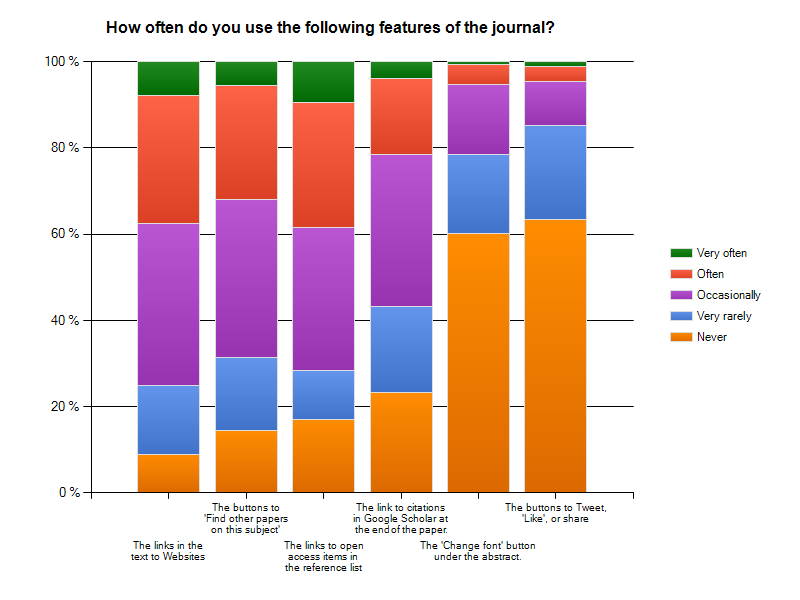 How often do you use the following features of the journal?
100 %
80 %
60 %
40 %
20 %
0 %
The links in the
text to Websites
The buttons to
'Find other papers
on this subject'
The links to open
access items in
the reference list
The link to citations
in Google Scholar at
the end of the paper.
The 'Change font' button
under the abstract.
The buttons to Tweet,
'Like', or share
Very often
Often
Occasionally
Very rarely
Never